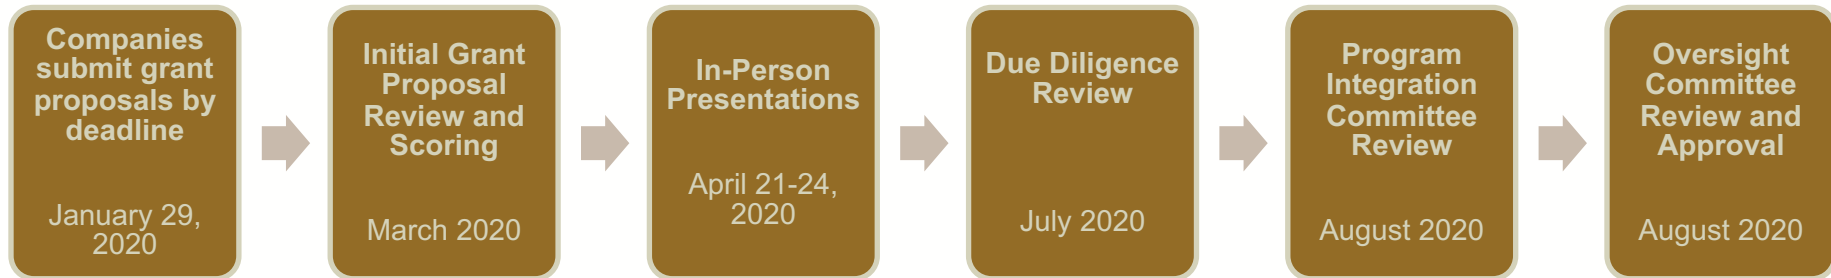 Companies
submit grant
proposals by
deadline
January 29,
2020
Initial Grant
Proposal
Review and
Scoring
March 2020
In-Person
Presentations
April 21-24,
2020
Due Diligence
Review
July 2020
Program
Integration
Committee
Review
August 2020
Oversight
Committee
Review and
Approval
August 2020